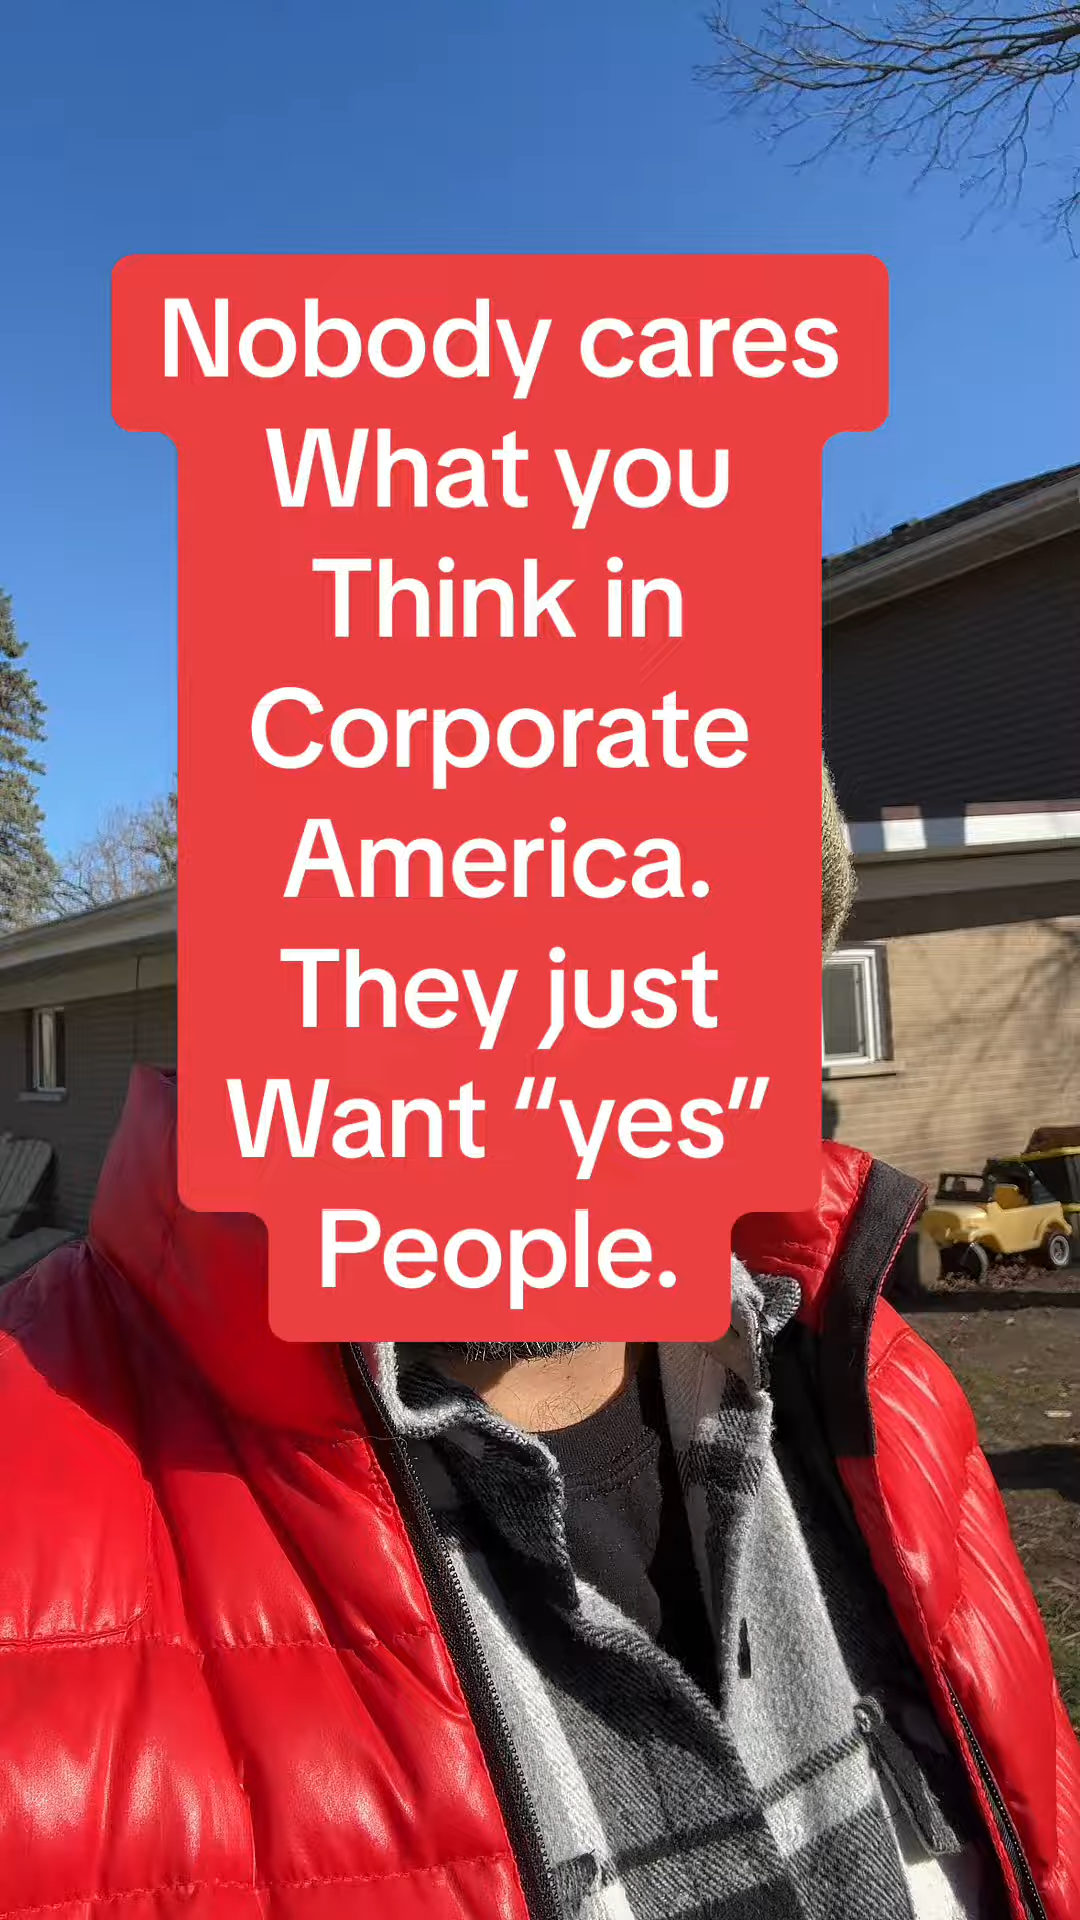 Nobody cares
What you
Think in
Corporate
America.
They just
Want “yes”
People.